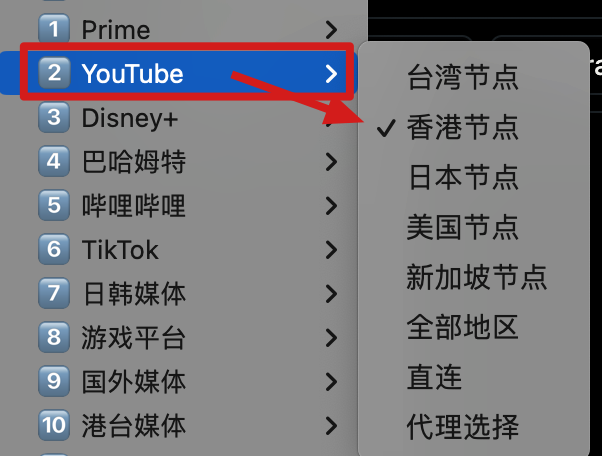 1 Prime
2 YouTube
3 Disney+
4 巴哈姆特
5 哔哩哔哩
6 TikTok
7 日韩媒体
8 游戏平台
9 国外媒体
10 港台媒体
台湾节点
✓ 香港节点
日本节点
美国节点
新加坡节点
全部地区
直连
代理选择